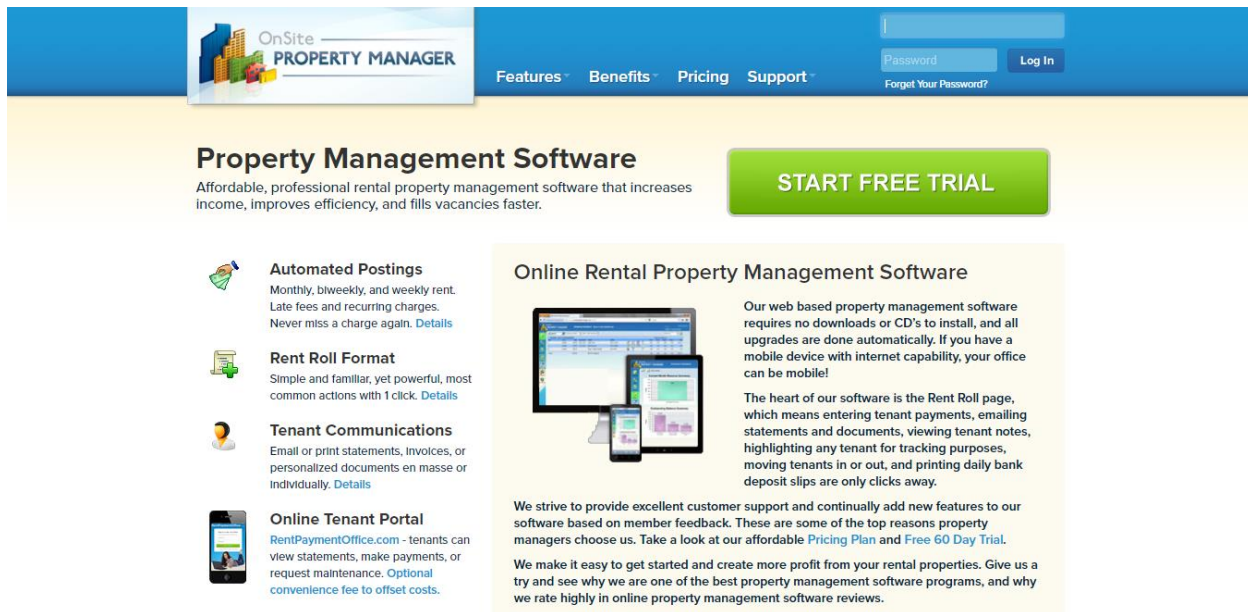 OnSite
PROPERTY MANAGER
Features
Benefits
Pricing
Support
Password
Log In
Forget Your Password?
Property Management Software
Affordable, professional rental property management software that increases
income, improves efficiency, and fills vacancies faster.
START FREE TRIAL
Automated Postings
Monthly, biweekly, and weekly rent.
Late fees and recurring charges.
Never miss a charge again. Details
Rent Roll Format
Simple and familiar, yet powerful, most
common actions with 1 click. Details
Tenant Communications
Email or print statements, invoices, or
personalized documents en masse or
individually. Details
Online Tenant Portal
RentPaymentOffice.com - tenants can
view statements, make payments, or
request maintenance. Optional
convenience fee to offset costs.
Online Rental Property Management Software
Our web based property management software
requires no downloads or CD's to install, and all
upgrades are done automatically. If you have a
mobile device with internet capability, your office
can be mobile!
The heart of our software is the Rent Roll page,
which means entering tenant payments, emailing
statements and documents, viewing tenant notes,
highlighting any tenant for tracking purposes,
moving tenants in or out, and printing daily bank
deposit slips are only clicks away.
We strive to provide excellent customer support and continually add new features to our
software based on member feedback. These are some of the top reasons property
managers choose us. Take a look at our affordable Pricing Plan and Free 60 Day Trial.
We make it easy to get started and create more profit from your rental properties. Give us a
try and see why we are one of the best property management software programs, and why
we rate highly in online property management software reviews.